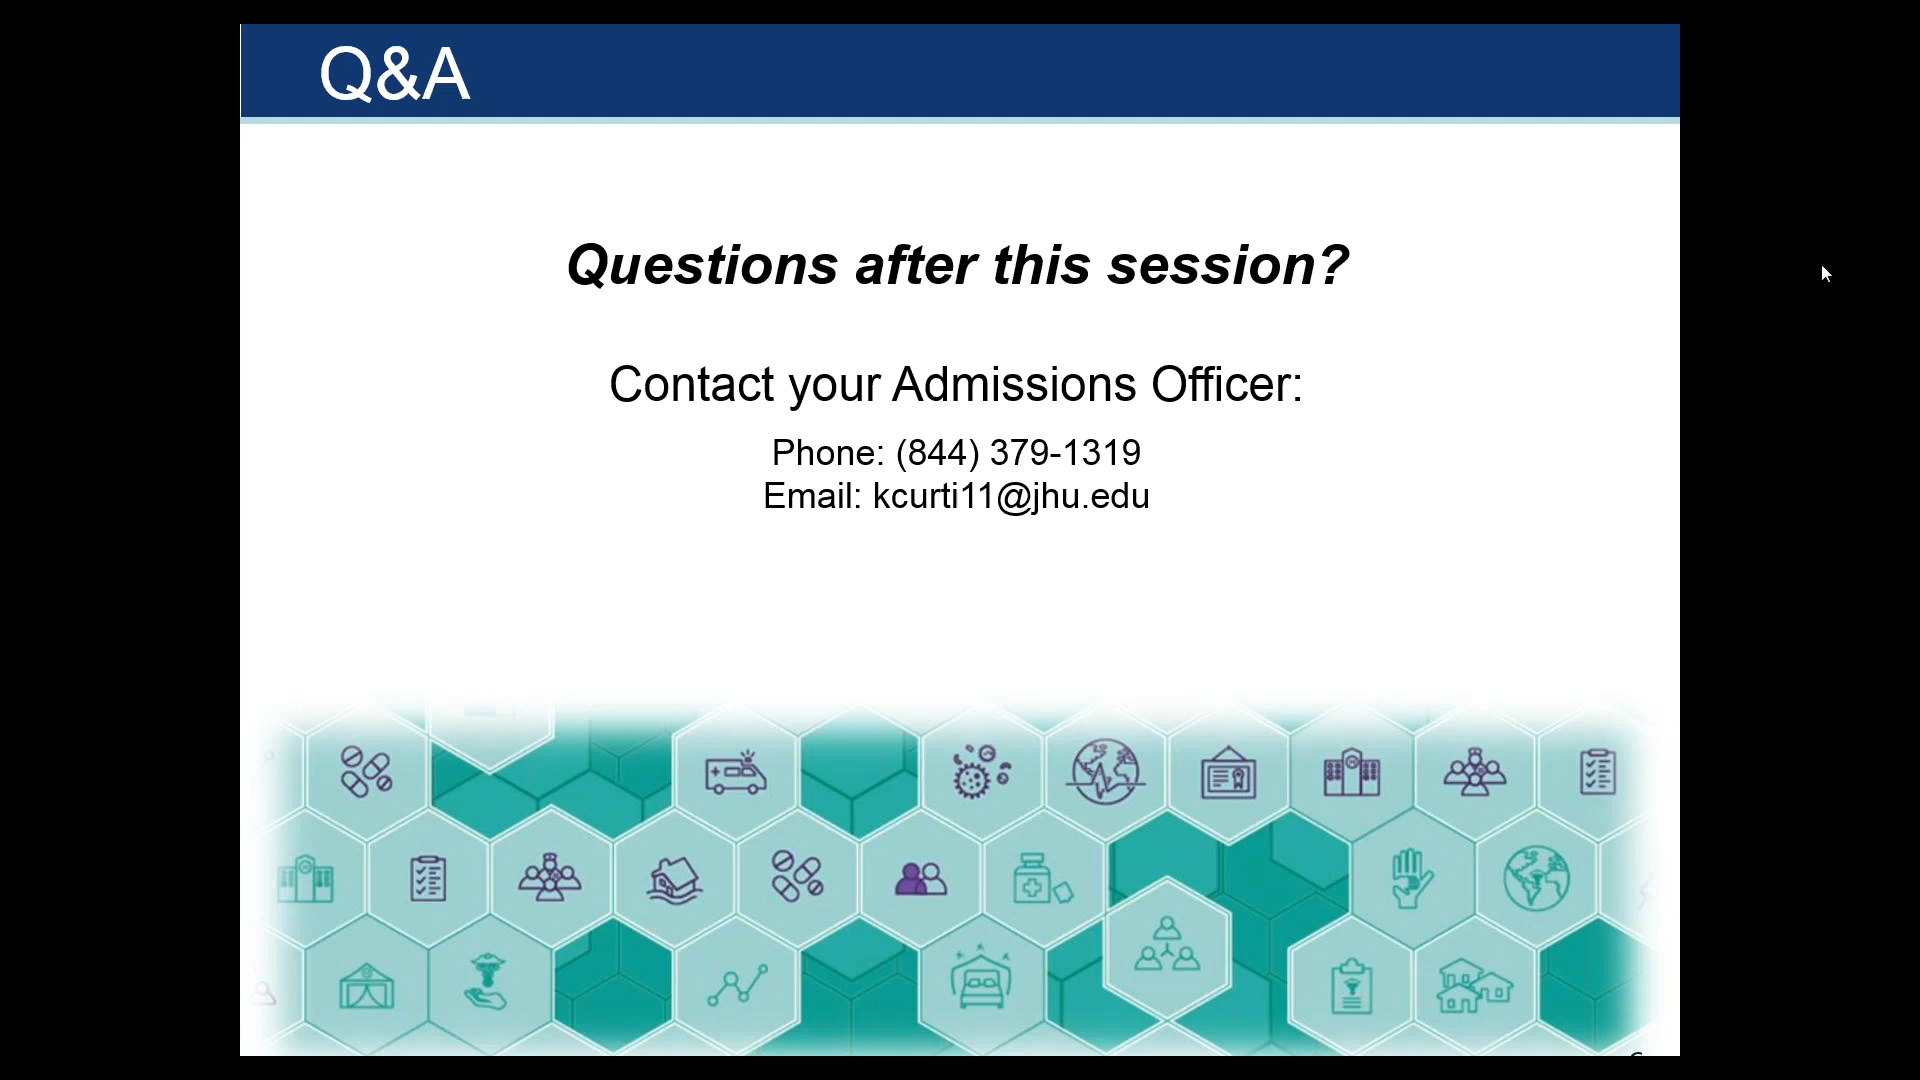 Q&A
Questions after this session?
Contact your Admissions Officer:
Phone: (844) 379-1319
Email: kcurti11@jhu.edu